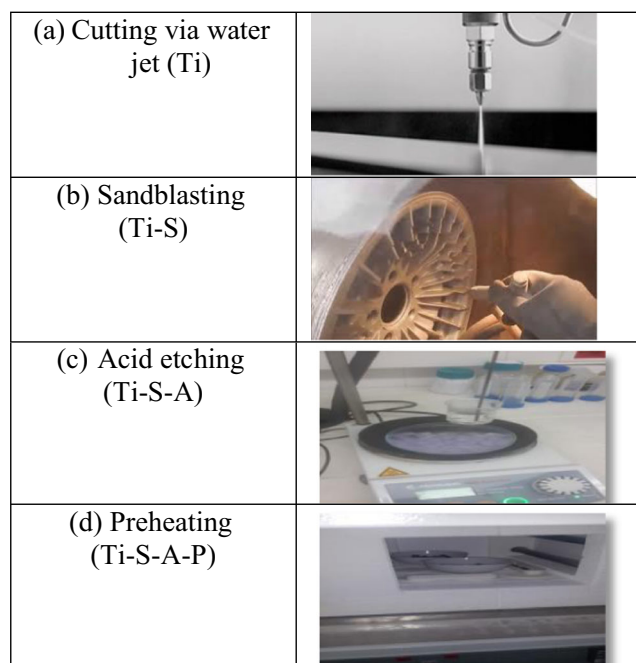 (a) Cutting via water
jet (Ti)
(b) Sandblasting
(Ti-S)
(c) Acid etching
(Ti-S-A)
(d) Preheating
(Ti-S-A-P)